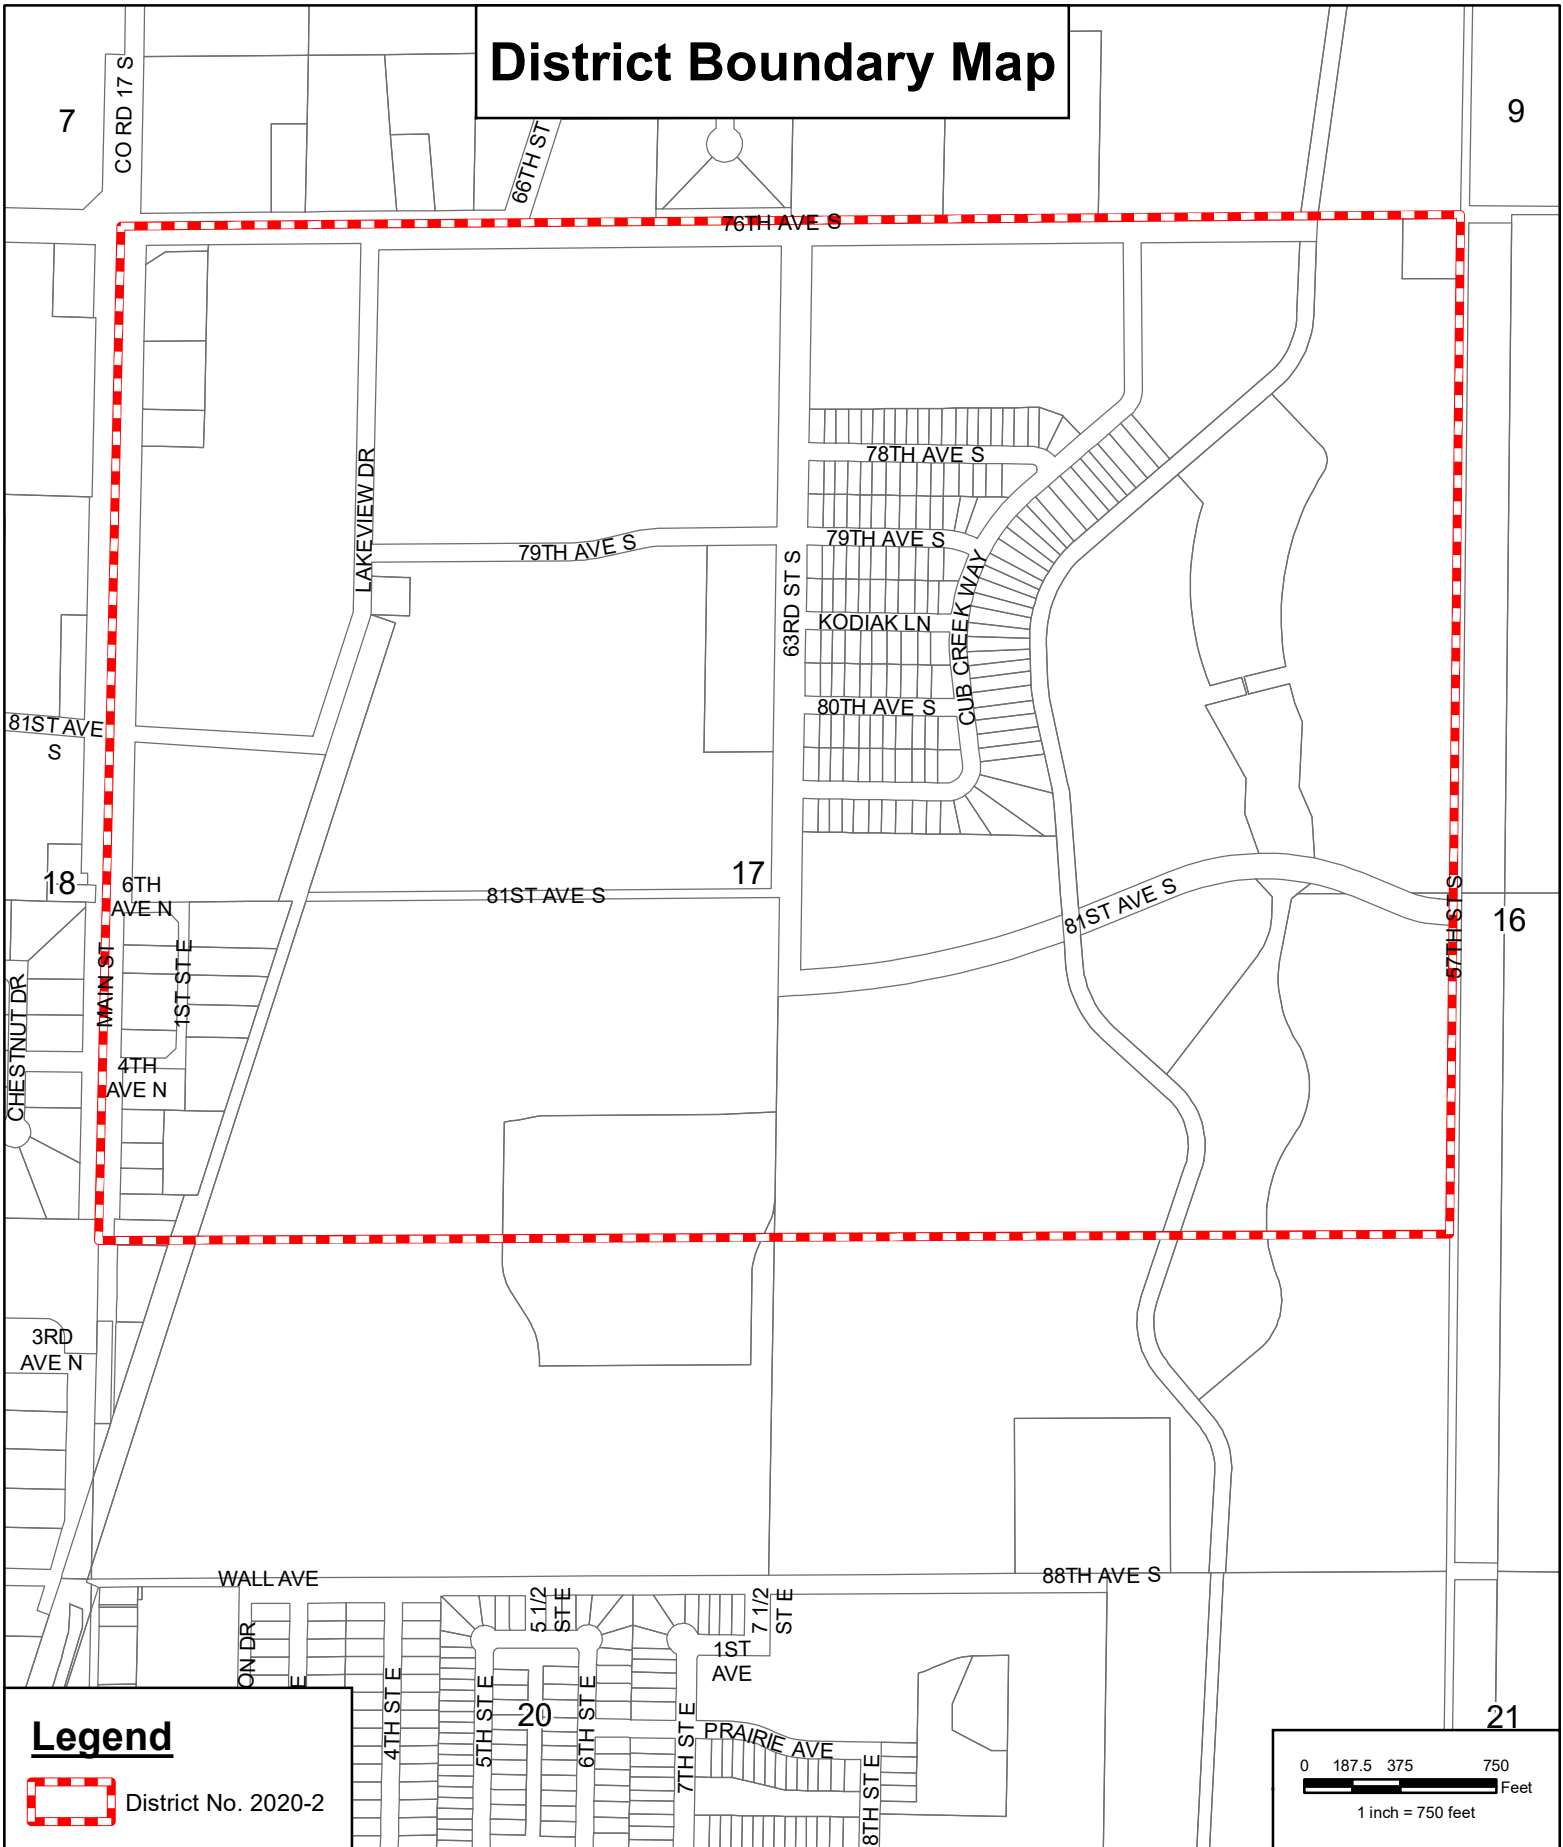 District Boundary Map
7
CO RD 17 S
66TH ST
9
76TH AVE S
LAKEVIEW DR
78TH AVE S
79TH AVE S
79TH AVE S
63RD ST S
KODIAK LN
CUB CREEK WAY
80TH AVE S
81ST AVE
S
18
17
6TH
AVE N
81ST AVE S
81ST AVE S
57TH ST S
16
MAIN ST
1ST ST E
CHESTNUT DR
4TH
AVE N
3RD
AVE N
WALL AVE
88TH AVE S
5 1/2
ST E
7 1/2
ST E
ON DR
E
1ST
AVE
4TH ST E
5TH ST E
20
6TH ST E
7TH ST E
PRAIRIE AVE
8TH ST E
21
Legend
District No. 2020-2
0 187.5 375 750
Feet
1 inch = 750 feet